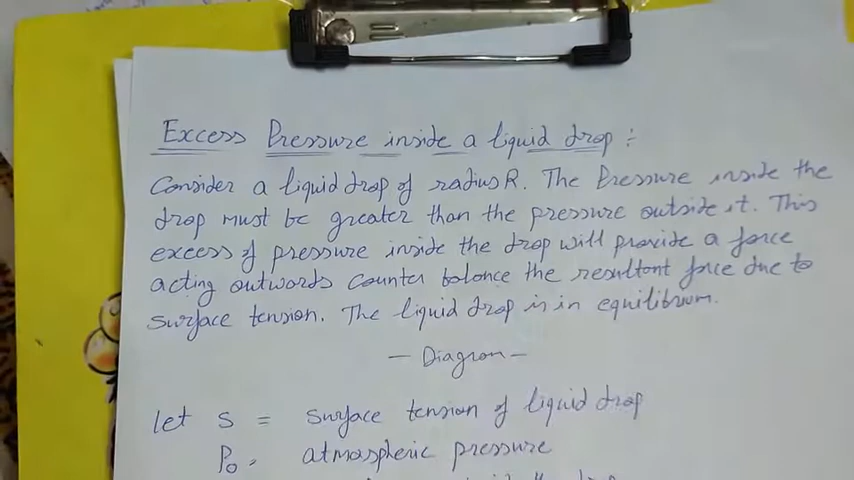 Excess Pressure inside a liquid drop :
Consider a liquid drop of radius R. The Pressure inside the
drop must be greater than the pressure outside it. This
excess of pressure inside the drop will provide a force
acting outwards counter balance the resultant force due to
surface tension. The liquid drop is in equilibrium.
— Diagram —
let S = surface tension of liquid drop
P₀ = atmospheric pressure